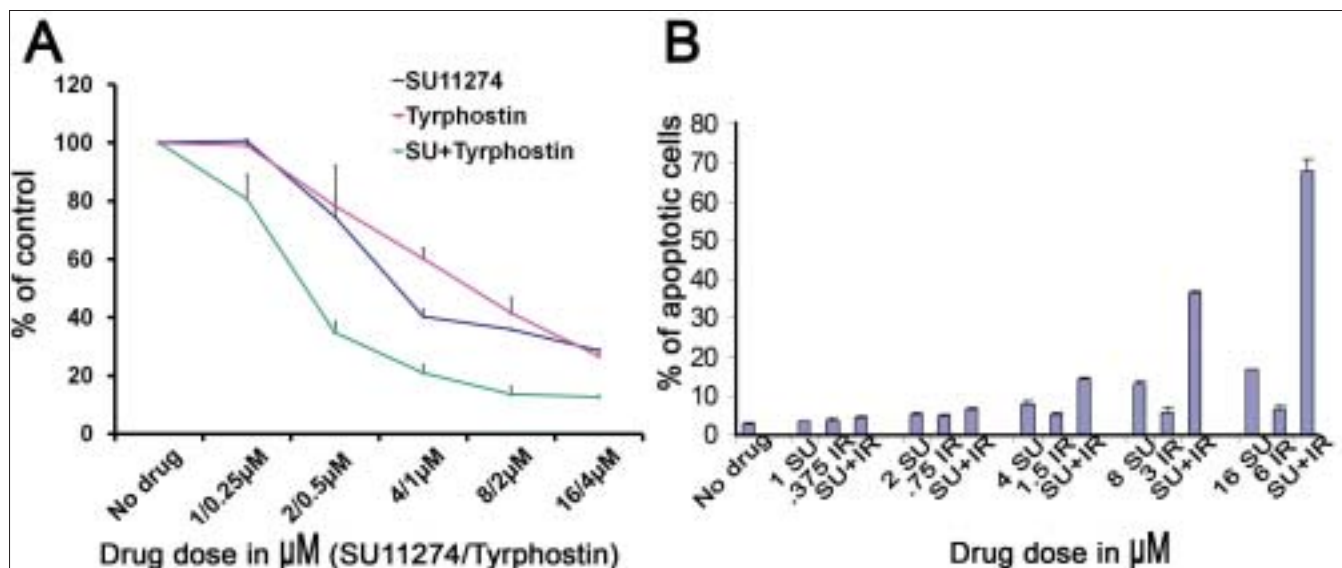 A
% of control
120
100
80
60
40
20
0
SU11274
Tyrphostin
SU+Tyrphostin
No drug
1/0.25µM
2/0.5µM
4/1µM
8/2µM
16/4µM
Drug dose in µM (SU11274/Tyrphostin)
B
% of apoptotic cells
80
70
60
50
40
30
20
10
0
No drug
1 SU
.375 IR
SU+IR
2 SU
.75 IR
SU+IR
4 SU
1.5 IR
SU+IR
8 SU
3 IR
SU+IR
16 SU
6 IR
SU+IR
Drug dose in µM